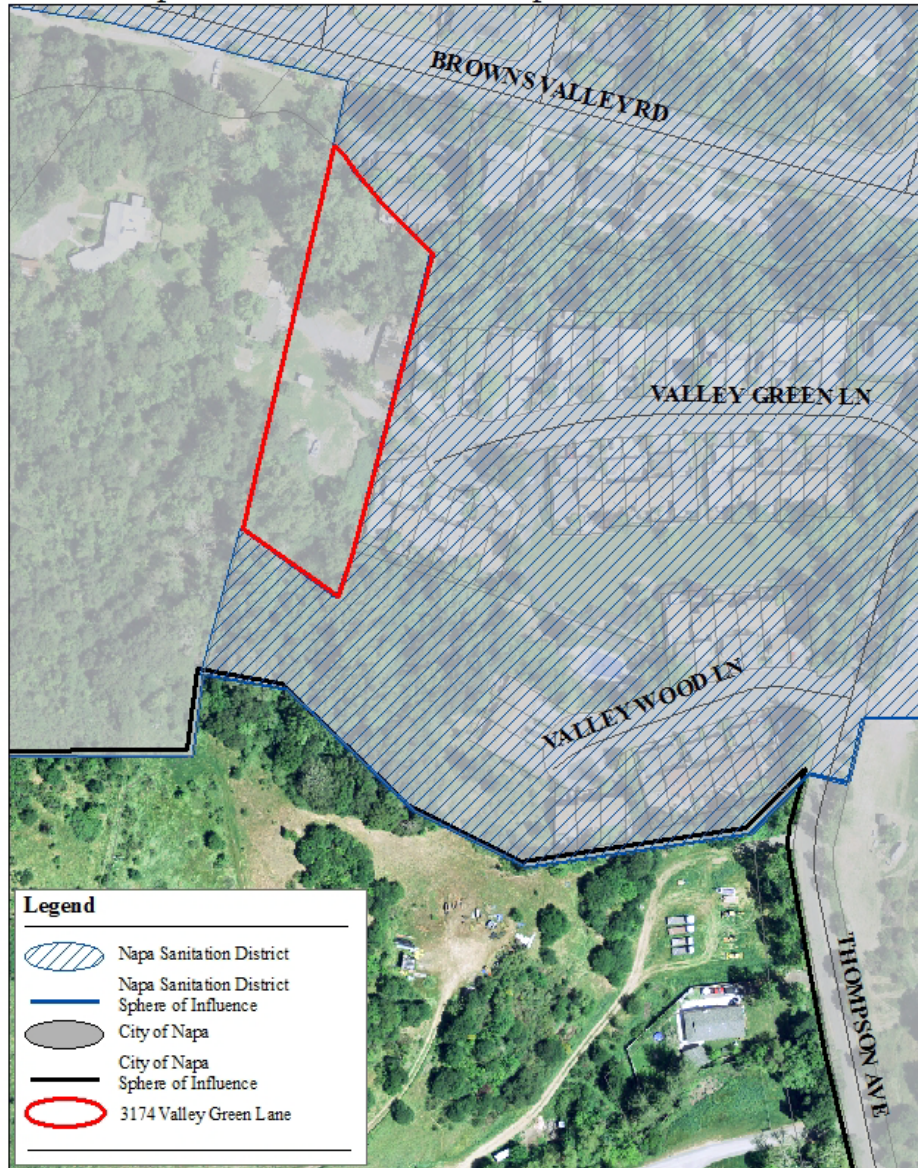 BROWNS VALLEY RD
VALLEY GREEN LN
VALLEYWOOD LN
THOMPSON AVE
Legend
Napa Sanitation District
Napa Sanitation District
Sphere of Influence
City of Napa
City of Napa
Sphere of Influence
3174 Valley Green Lane